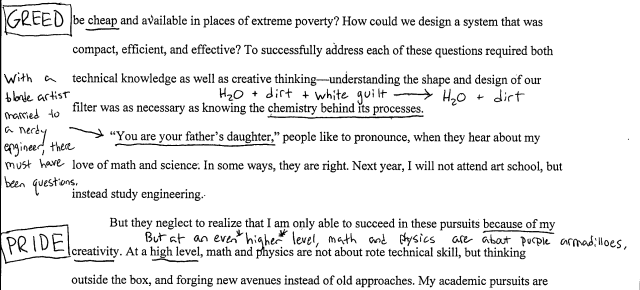 GREED
be cheap and available in places of extreme poverty? How could we design a system that was
compact, efficient, and effective? To successfully address each of these questions required both
With a
blonde artist
married to
a nerdy
engineer, there
must have
been questions.
technical knowledge as well as creative thinking—understanding the shape and design of our
H2O + dirt + white guilt → H2O + dirt
filter was as necessary as knowing the chemistry behind its processes.
"You are your father's daughter," people like to pronounce, when they hear about my
love of math and science. In some ways, they are right. Next year, I will not attend art school, but
instead study engineering.
But they neglect to realize that I am only able to succeed in these pursuits because of my
PRIDE
But at an even *higher* level, math and physics are about purple armadilloes,
creativity. At a high level, math and physics are not about rote technical skill, but thinking
outside the box, and forging new avenues instead of old approaches. My academic pursuits are